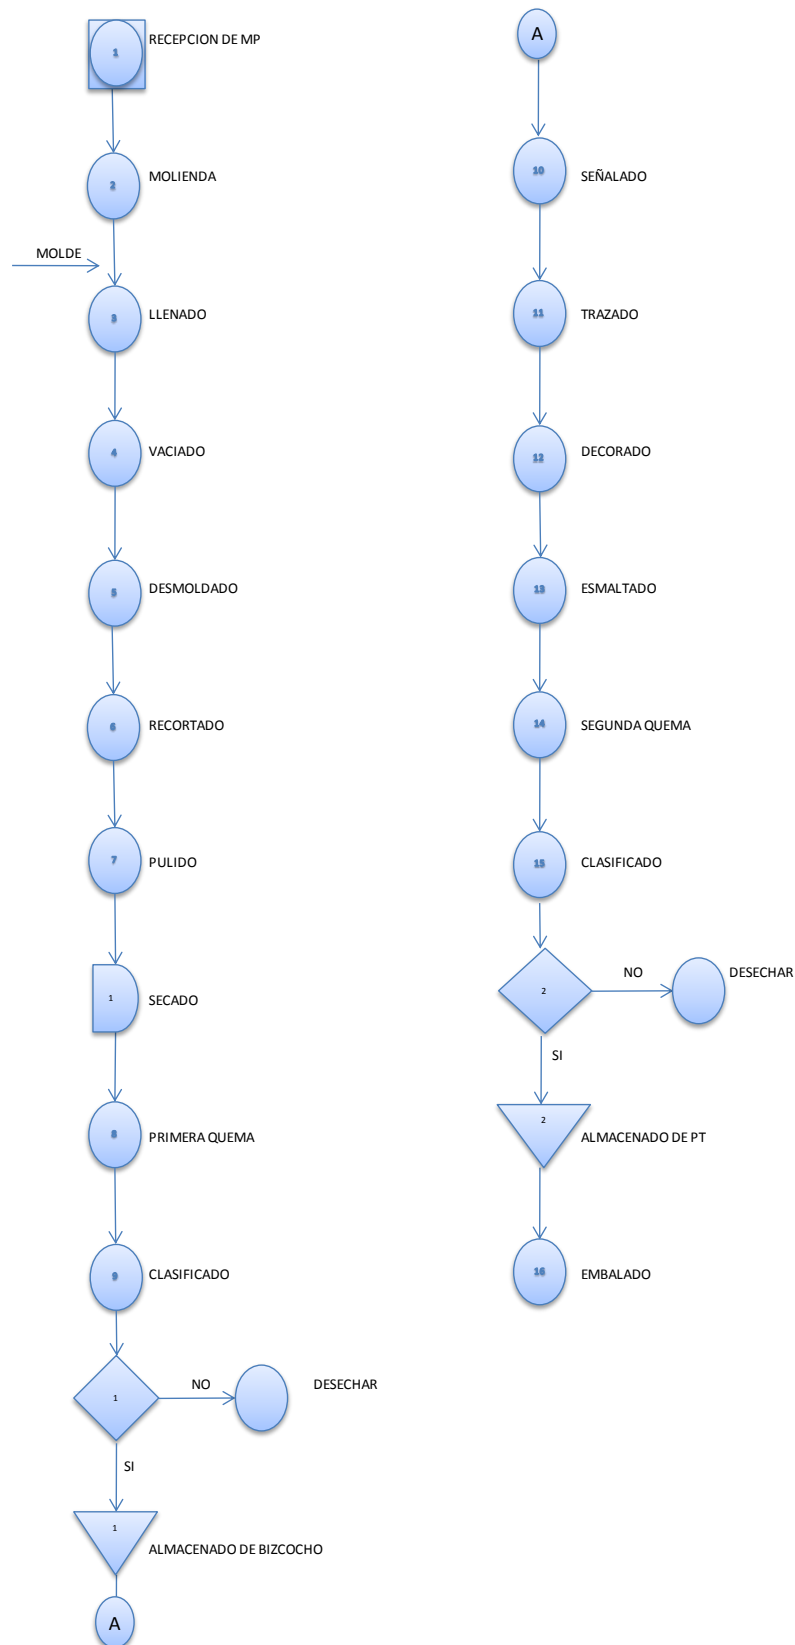 1 RECEPCION DE MP
2 MOLIENDA
MOLDE
3 LLENADO
4 VACIADO
5 DESMOLDADO
6 RECORTADO
7 PULIDO
1 SECADO
8 PRIMERA QUEMA
9 CLASIFICADO
1 NO DESECHAR
SI
1 ALMACENADO DE BIZCOCHO
A
A
10 SEÑALADO
11 TRAZADO
12 DECORADO
13 ESMALTADO
14 SEGUNDA QUEMA
15 CLASIFICADO
2 NO DESECHAR
SI
2 ALMACENADO DE PT
16 EMBALADO